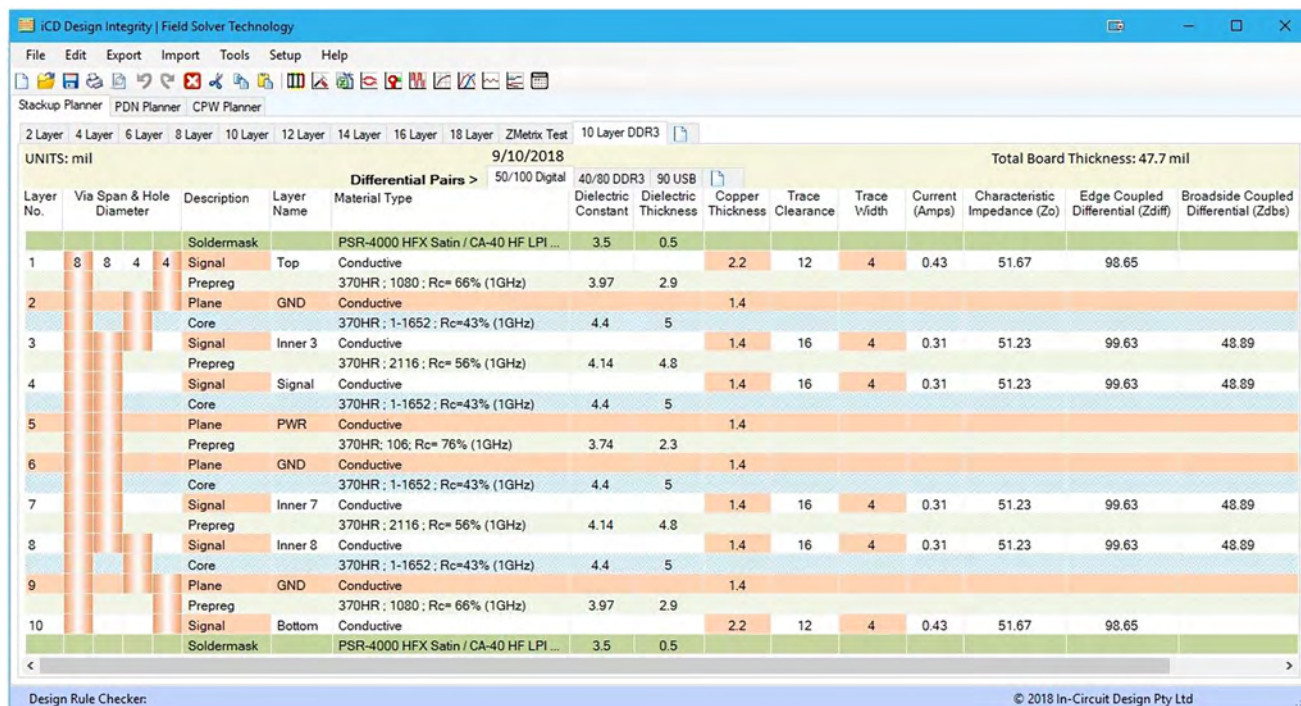 iCD Design Integrity | Field Solver Technology
File Edit Export Import Tools Setup Help
Stackup Planner PDN Planner CPW Planner
2 Layer 4 Layer 6 Layer 8 Layer 10 Layer 12 Layer 14 Layer 16 Layer 18 Layer ZMetrix Test 10 Layer DDR3
UNITS: mil 9/10/2018 Total Board Thickness: 47.7 mil
Differential Pairs > 50/100 Digital 40/80 DDR3 90 USB
Layer Via Span & Hole Description Layer Material Type Dielectric Dielectric Copper Trace Trace Current Characteristic Edge Coupled Broadside Coupled
No. Diameter Name Constant Thickness Thickness Clearance Width (Amps) Impedance (Zo) Differential (Zdiff) Differential (Zdbs)
Soldermask PSR-4000 HFX Satin / CA-40 HF LPI ... 3.5 0.5
1 8 8 4 4 Signal Top Conductive 2.2 12 4 0.43 51.67 98.65
Prepreg 370HR ; 1080 ; Rc= 66% (1GHz) 3.97 2.9
2 Plane GND Conductive 1.4
Core 370HR ; 1-1652 ; Rc=43% (1GHz) 4.4 5
3 Signal Inner 3 Conductive 1.4 16 4 0.31 51.23 99.63 48.89
Prepreg 370HR ; 2116 ; Rc= 56% (1GHz) 4.14 4.8
4 Signal Signal Conductive 1.4 16 4 0.31 51.23 99.63 48.89
Core 370HR ; 1-1652 ; Rc=43% (1GHz) 4.4 5
5 Plane PWR Conductive 1.4
Prepreg 370HR; 106; Rc= 76% (1GHz) 3.74 2.3
6 Plane GND Conductive 1.4
Core 370HR ; 1-1652 ; Rc=43% (1GHz) 4.4 5
7 Signal Inner 7 Conductive 1.4 16 4 0.31 51.23 99.63 48.89
Prepreg 370HR ; 2116 ; Rc= 56% (1GHz) 4.14 4.8
8 Signal Inner 8 Conductive 1.4 16 4 0.31 51.23 99.63 48.89
Core 370HR ; 1-1652 ; Rc=43% (1GHz) 4.4 5
9 Plane GND Conductive 1.4
Prepreg 370HR ; 1080 ; Rc= 66% (1GHz) 3.97 2.9
10 Signal Bottom Conductive 2.2 12 4 0.43 51.67 98.65
Soldermask PSR-4000 HFX Satin / CA-40 HF LPI ... 3.5 0.5
Design Rule Checker: © 2018 In-Circuit Design Pty Ltd